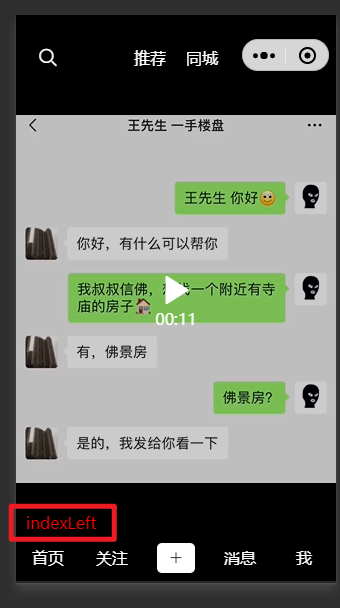 推荐 同城
王先生 一手楼盘
王先生 你好
你好，有什么可以帮你
我叔叔信佛，想找一个附近有寺
庙的房子
00:11
有，佛景房
佛景房?
是的，我发给你看一下
indexLeft
首页 关注 + 消息 我